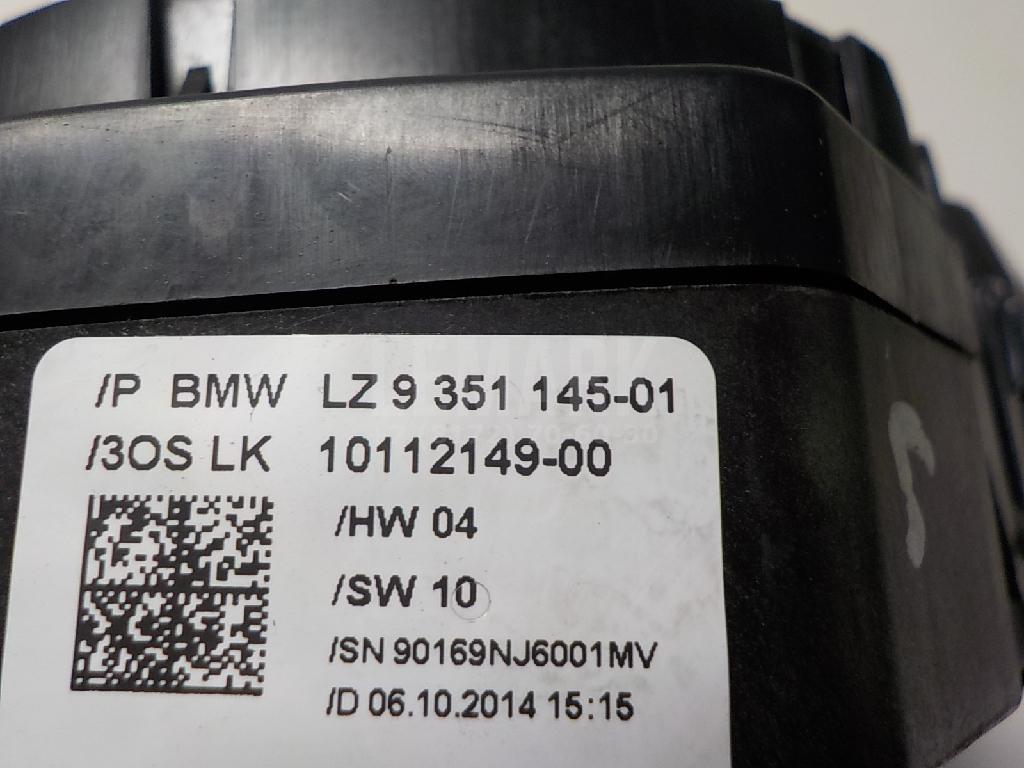 /P BMW LZ 9 351 145-01
/3OS LK 10112149-00
/HW 04
/SW 10
/SN 90169NJ6001MV
/D 06.10.2014 15:15